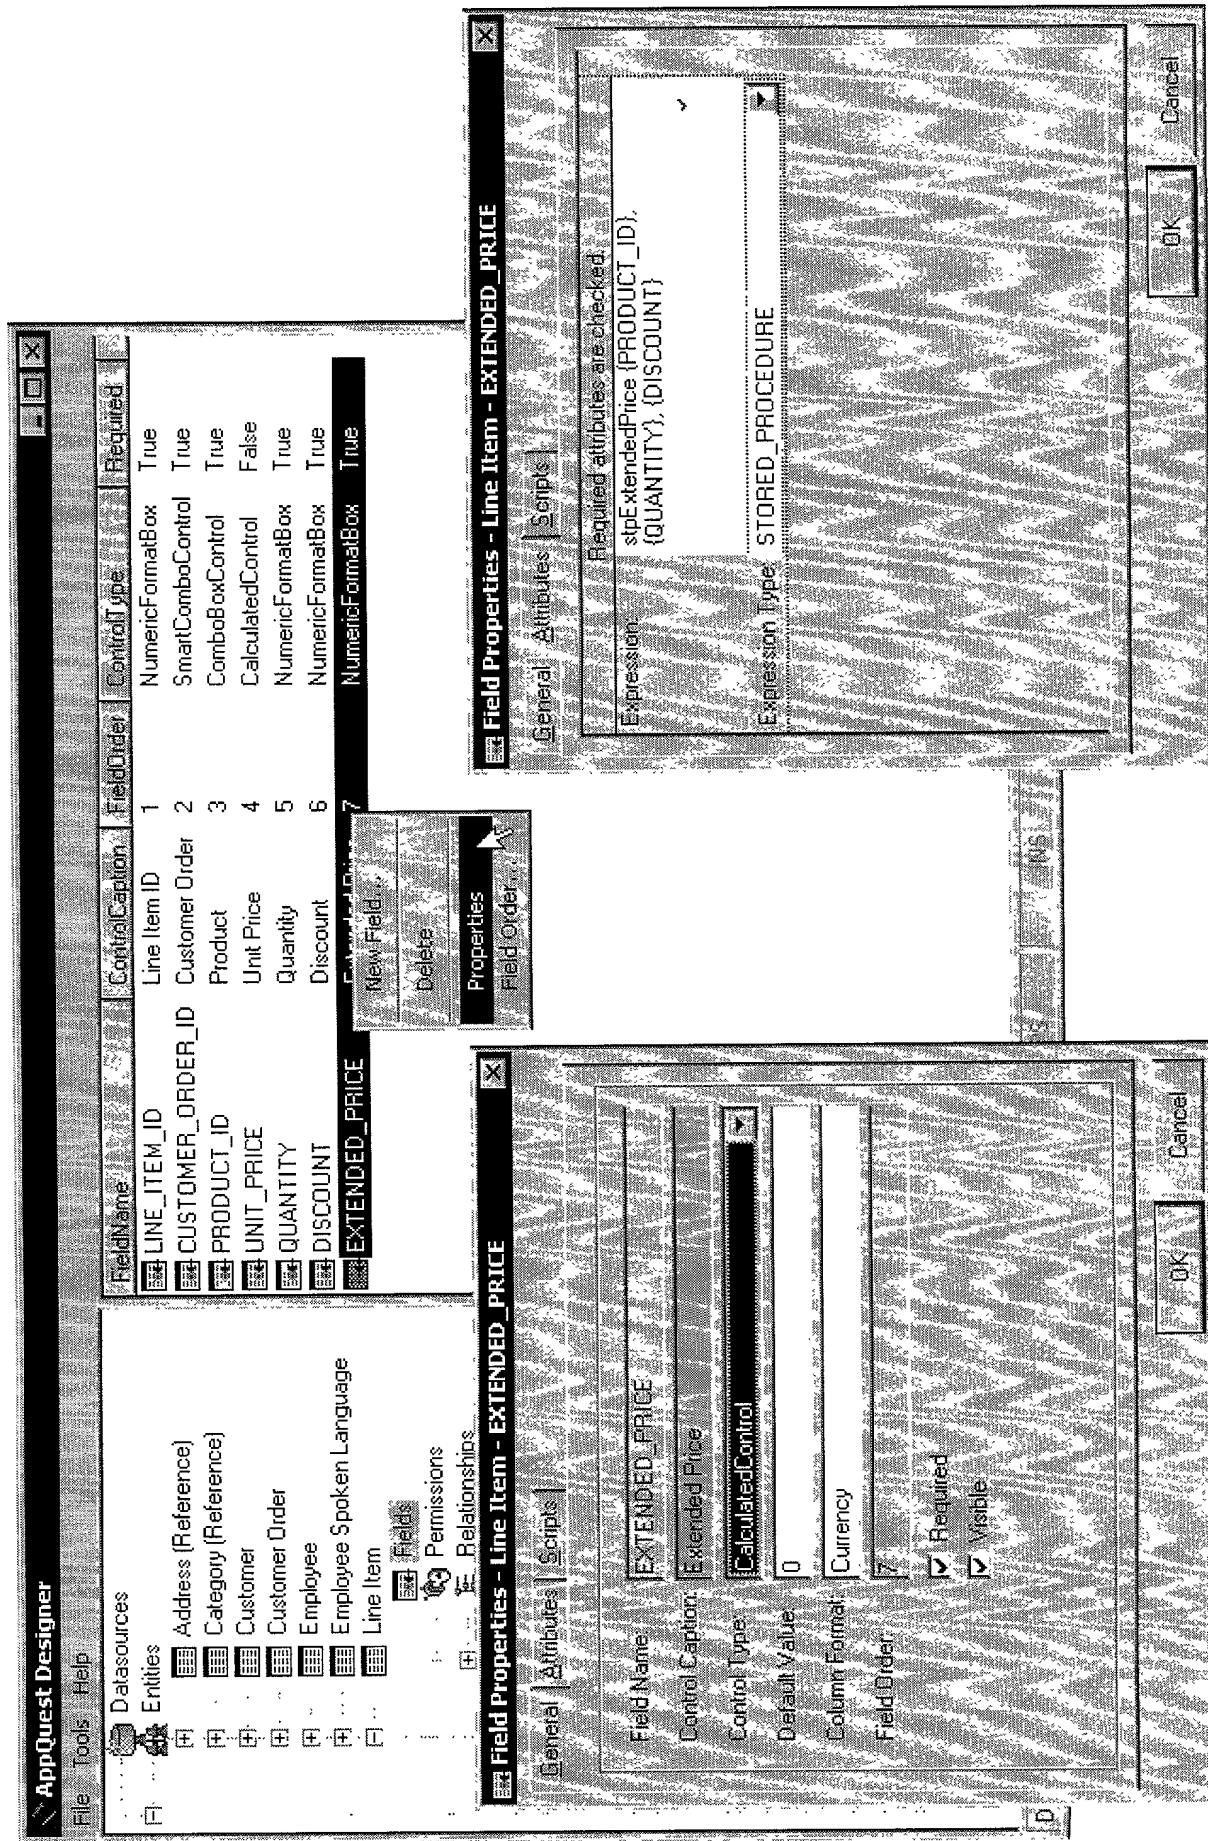 AppQuest Designer
File Tools Help
Datasources
Entities
Address (Reference)
Category (Reference)
Customer
Customer Order
Employee
Employee Spoken Language
Line Item
Fields
Permissions
Relationships
FieldName ControlCaption FieldOrder ControlType Required
LINE_ITEM_ID Line Item ID 1 NumericFormatBox True
CUSTOMER_ORDER_ID Customer Order 2 SmartComboControl True
PRODUCT_ID Product 3 ComboBoxControl True
UNIT_PRICE Unit Price 4 CalculatedControl False
QUANTITY Quantity 5 NumericFormatBox True
DISCOUNT Discount 6 NumericFormatBox True
EXTENDED_PRICE Extended Price 7 NumericFormatBox True
New Field...
Delete
Properties
Field Order...
Field Properties - Line Item - EXTENDED_PRICE
General Attributes Scripts
Field Name: EXTENDED_PRICE
Control Caption: Extended Price
Control Type: CalculatedControl
Default Value: 0
Column Format: Currency
Field Order: 7
Required
Visible
OK Cancel
Field Properties - Line Item - EXTENDED_PRICE
General Attributes Scripts
Required attributes are checked.
Expression: stpExtendedPrice {PRODUCT_ID},
{QUANTITY}, {DISCOUNT}
Expression Type: STORED_PROCEDURE
OK Cancel